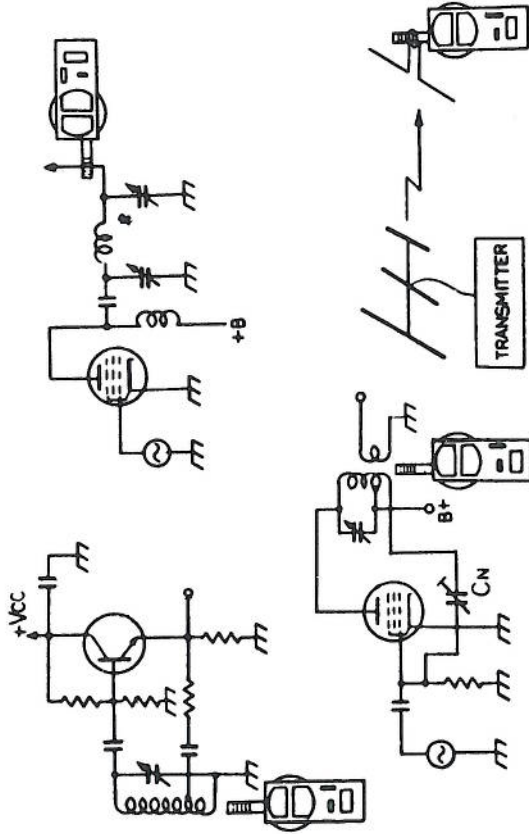 +VCC
+B
B+
CN
TRANSMITTER